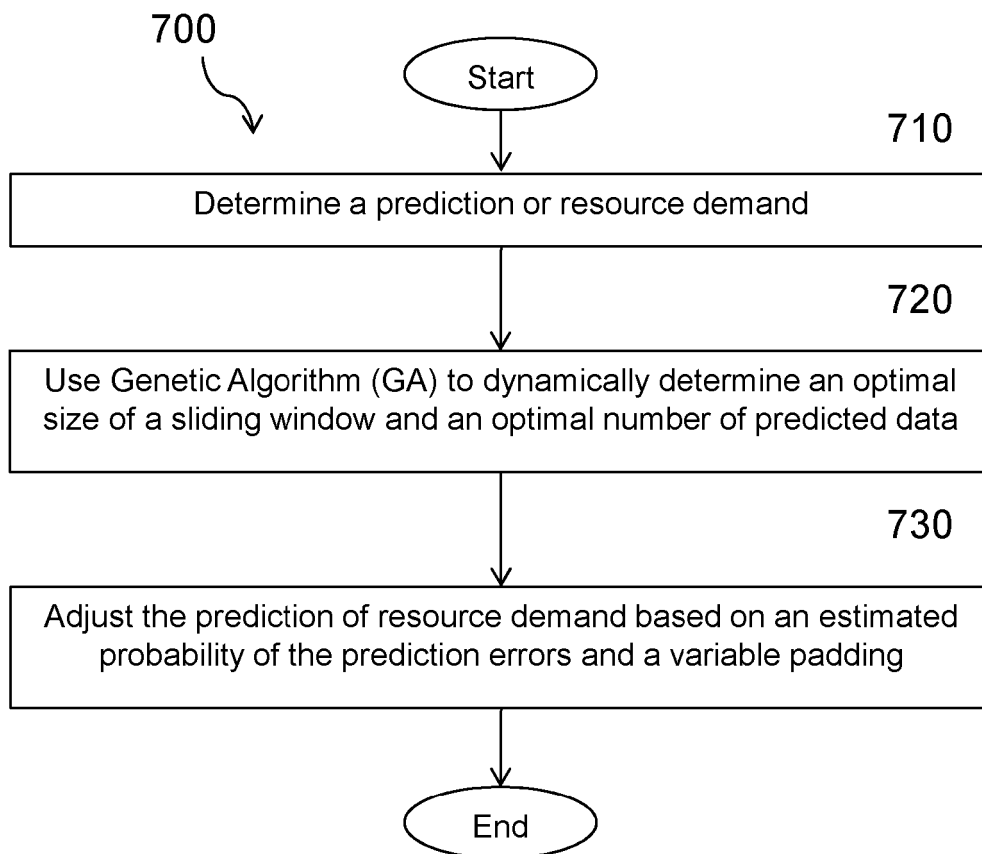 700
Start
710
Determine a prediction or resource demand
720
Use Genetic Algorithm (GA) to dynamically determine an optimal
size of a sliding window and an optimal number of predicted data
730
Adjust the prediction of resource demand based on an estimated
probability of the prediction errors and a variable padding
End